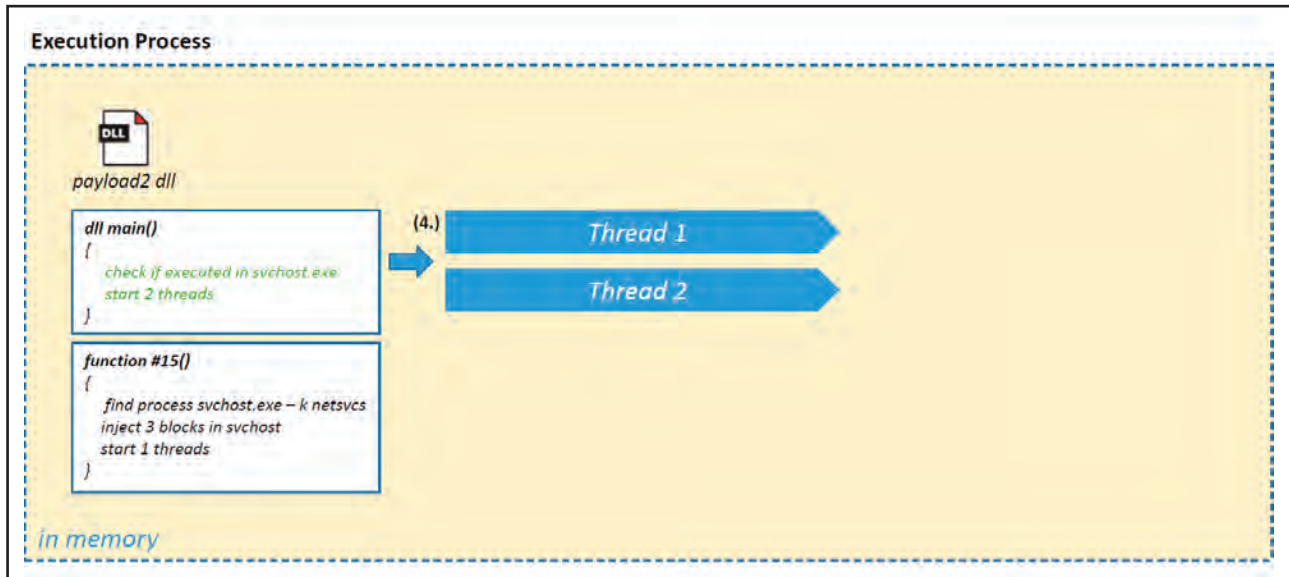 Execution Process
DLL
payload2 dll
dll main()
{
check if executed in svchost.exe
start 2 threads
}
(4.)
Thread 1
Thread 2
function #15()
{
find process svchost.exe – k netsvcs
inject 3 blocks in svchost
start 1 threads
}
in memory